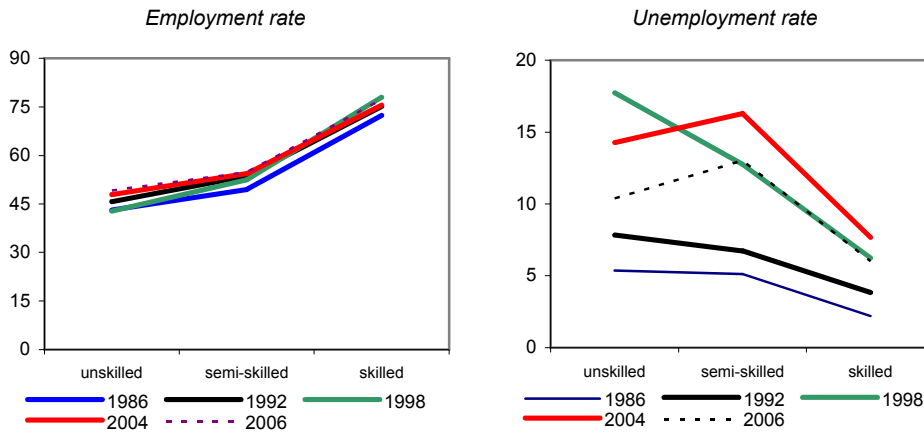 Employment rate
90
75
60
45
30
15
0
unskilled semi-skilled skilled
1986 1992 1998
2004 2006
Unemployment rate
20
15
10
5
0
unskilled semi-skilled skilled
1986 1992 1998
2004 2006